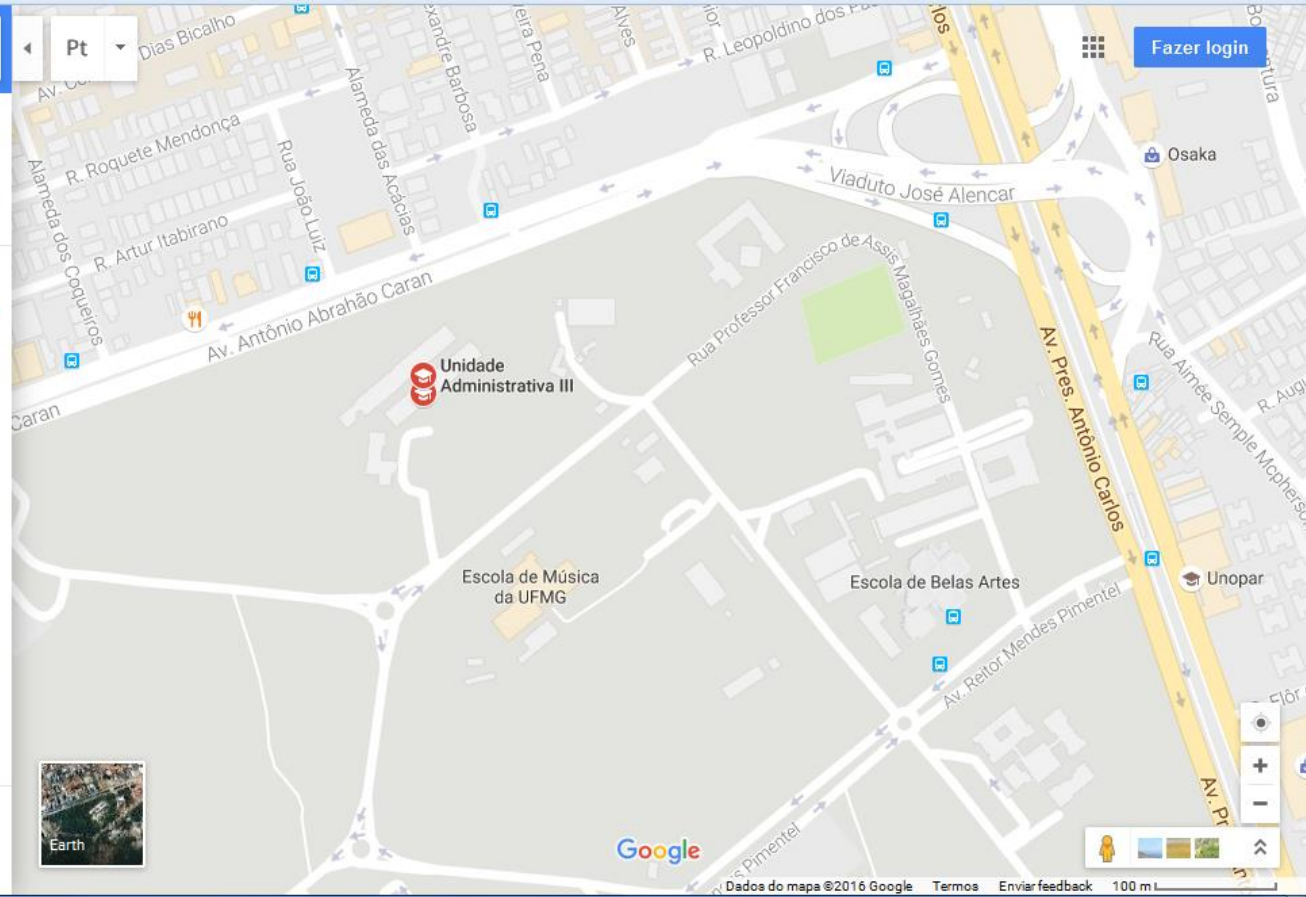 Pt
Dias Bicalho
Fazer login
R. Leopoldino dos
Alves
Alameda das Acácias
Barbosa
Pena
Osaka
R. Roquete Mendonça
Rua João Luiz
Viaduto José Alencar
Alameda dos Coqueiros
R. Artur Itabirano
Av. Antônio Abrahão Caran
Rua Professor Francisco de Assis Magalhães Gomes
Unidade
Administrativa III
Caran
Av. Pres. Antônio Carlos
Rua Aimée Semple Mcpherso
Escola de Música
da UFMG
Escola de Belas Artes
Unopar
Av. Reitor Mendes Pimentel
Earth
Google
Pimentel
Dados do mapa ©2016 Google Termos Enviar feedback 100 m